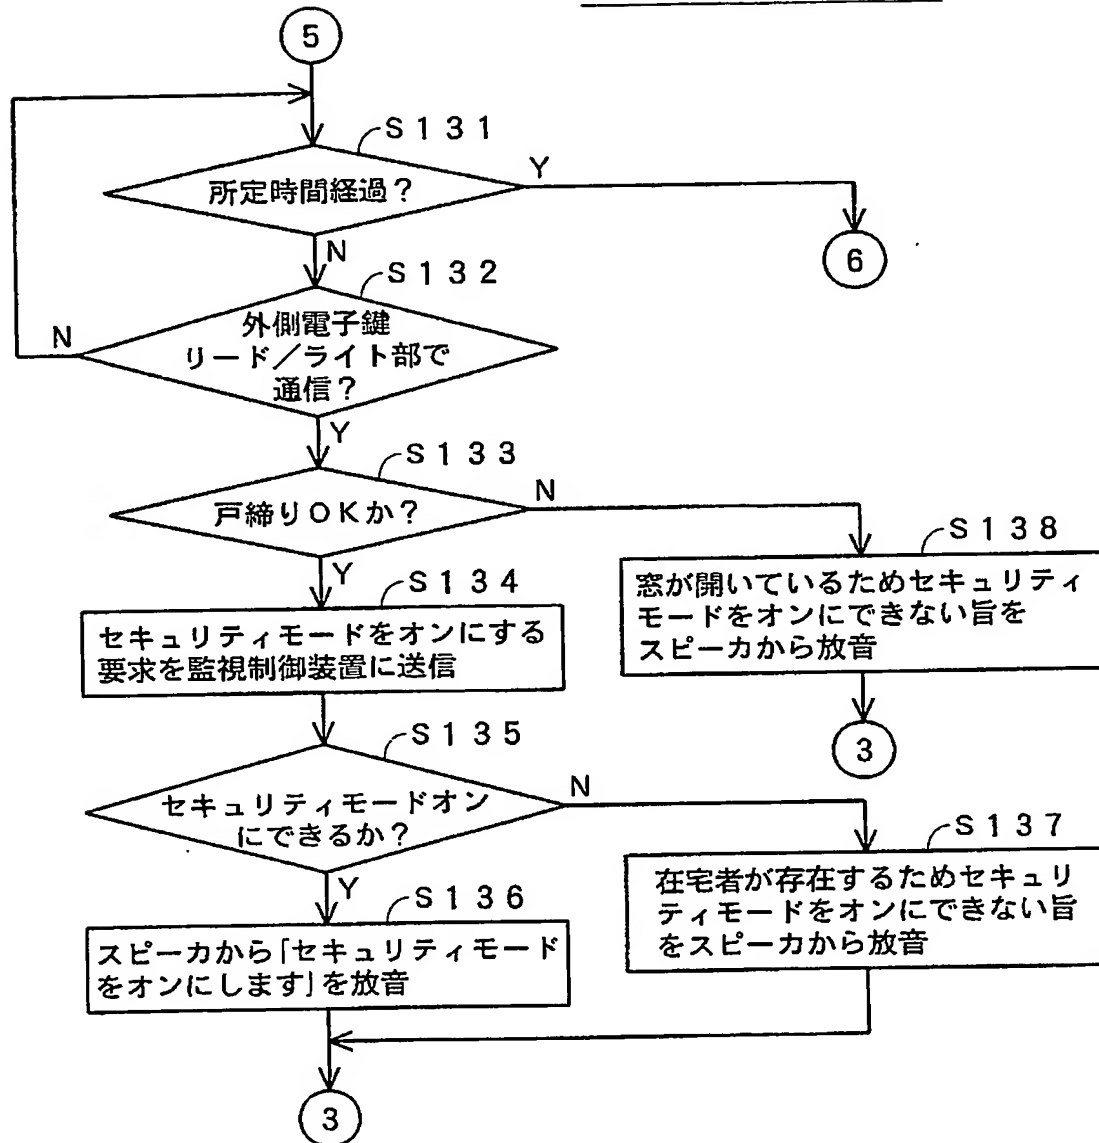 5
S131
所定時間経過?
Y
N
6
S132
外側電子鍵
リード／ライト部で
通信?
N
Y
S133
戸締りOKか?
N
Y
S138
窓が開いているためセキュリティ
モードをオンにできない旨を
スピーカから放音
3
S134
セキュリティモードをオンにする
要求を監視制御装置に送信
S135
セキュリティモードオン
にできるか?
N
Y
S137
在宅者が存在するためセキュリ
ティモードをオンにできない旨
をスピーカから放音
S136
スピーカから「セキュリティモード
をオンにします」を放音
3